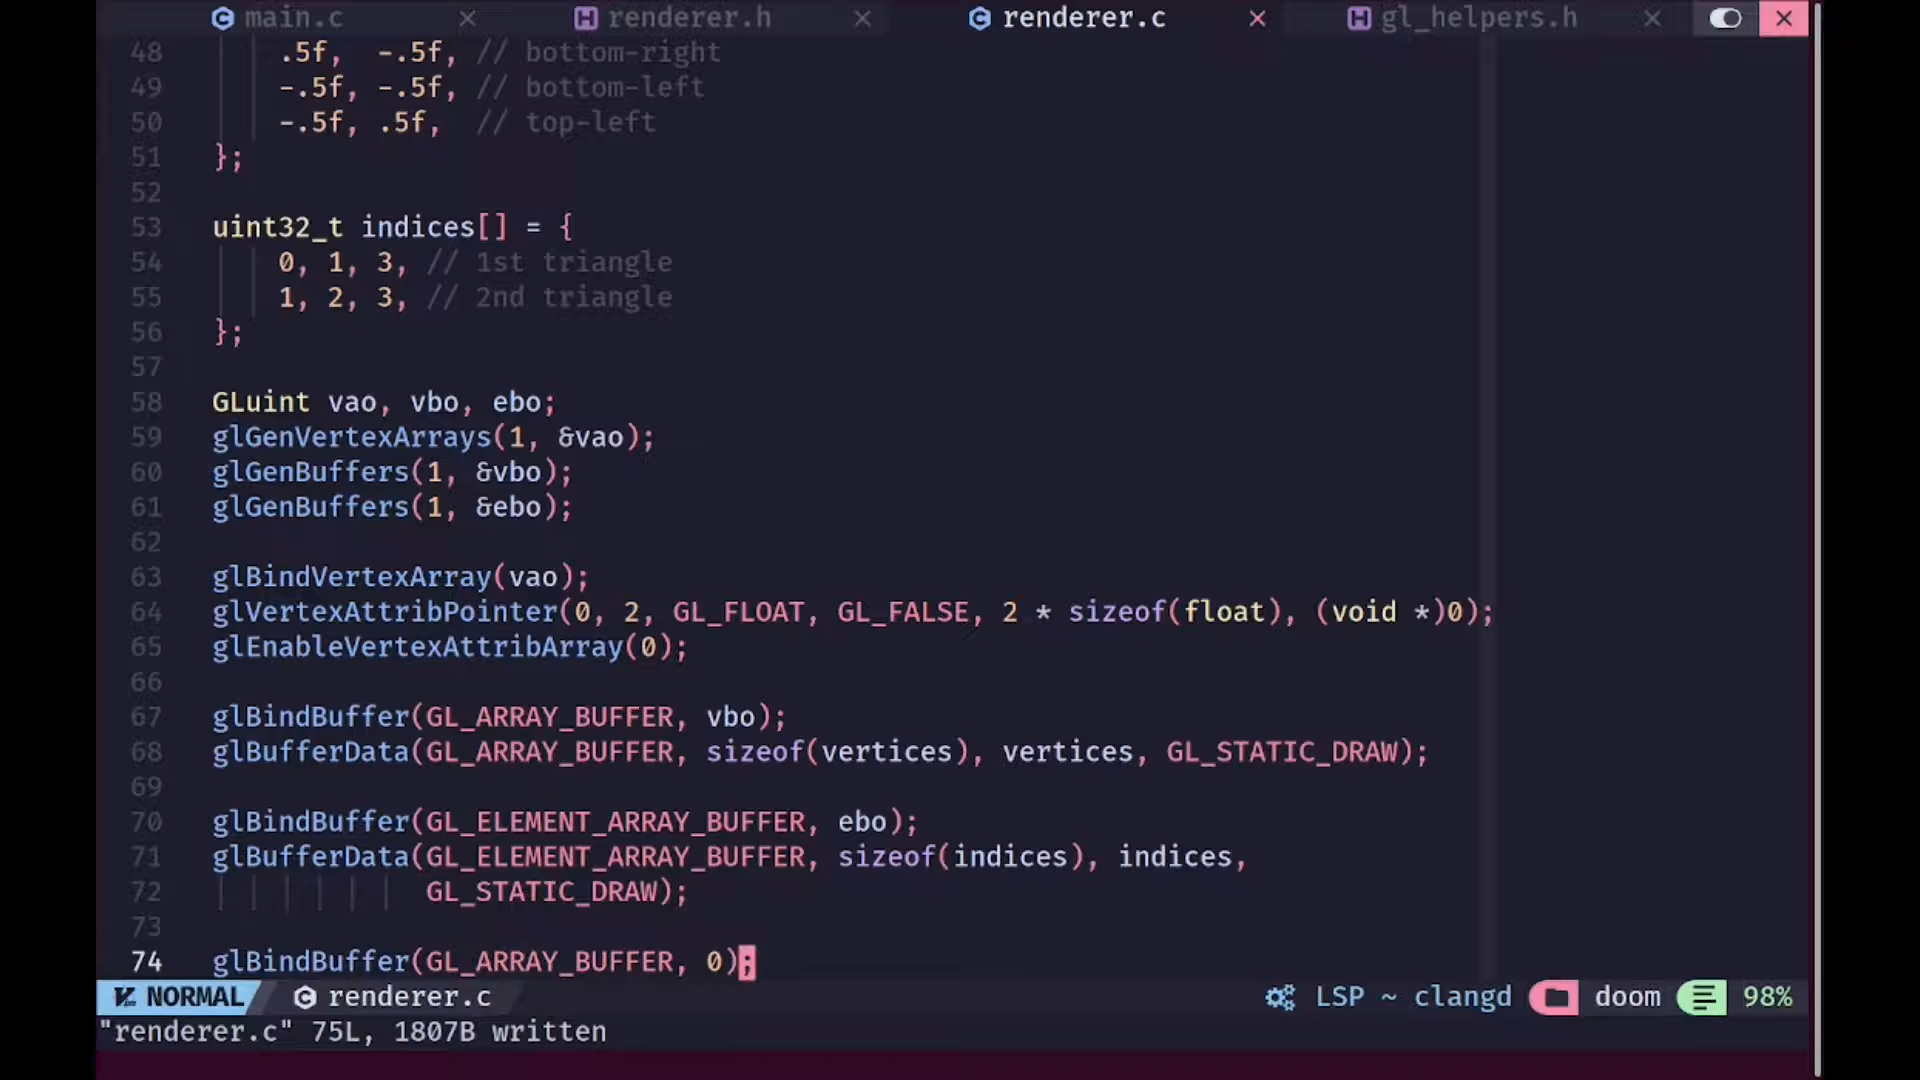 main.c renderer.h renderer.c gl_helpers.h
48 .5f, -.5f, // bottom-right
49 -.5f, -.5f, // bottom-left
50 -.5f, .5f, // top-left
51 };
52
53 uint32_t indices[] = {
54 0, 1, 3, // 1st triangle
55 1, 2, 3, // 2nd triangle
56 };
57
58 GLuint vao, vbo, ebo;
59 glGenVertexArrays(1, &vao);
60 glGenBuffers(1, &vbo);
61 glGenBuffers(1, &ebo);
62
63 glBindVertexArray(vao);
64 glVertexAttribPointer(0, 2, GL_FLOAT, GL_FALSE, 2 * sizeof(float), (void *)0);
65 glEnableVertexAttribArray(0);
66
67 glBindBuffer(GL_ARRAY_BUFFER, vbo);
68 glBufferData(GL_ARRAY_BUFFER, sizeof(vertices), vertices, GL_STATIC_DRAW);
69
70 glBindBuffer(GL_ELEMENT_ARRAY_BUFFER, ebo);
71 glBufferData(GL_ELEMENT_ARRAY_BUFFER, sizeof(indices), indices,
72 GL_STATIC_DRAW);
73
74 glBindBuffer(GL_ARRAY_BUFFER, 0);
NORMAL renderer.c LSP ~ clangd doom 98%
"renderer.c" 75L, 1807B written